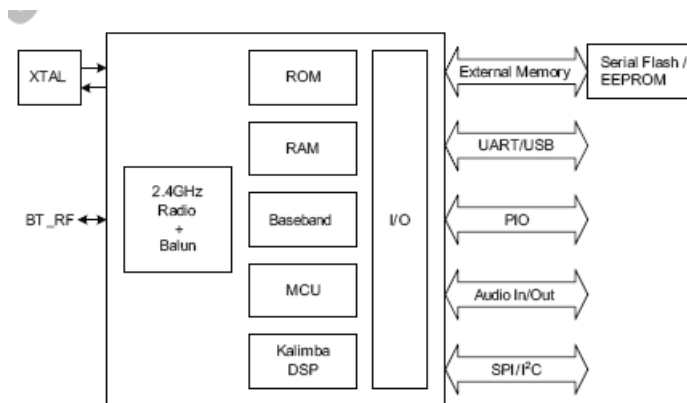 XTAL
BT_RF
2.4GHz
Radio
+
Balun
ROM
RAM
Baseband
MCU
Kalimba
DSP
I/O
External Memory
UART/USB
PIO
Audio In/Out
SPI/I²C
Serial Flash /
EEPROM